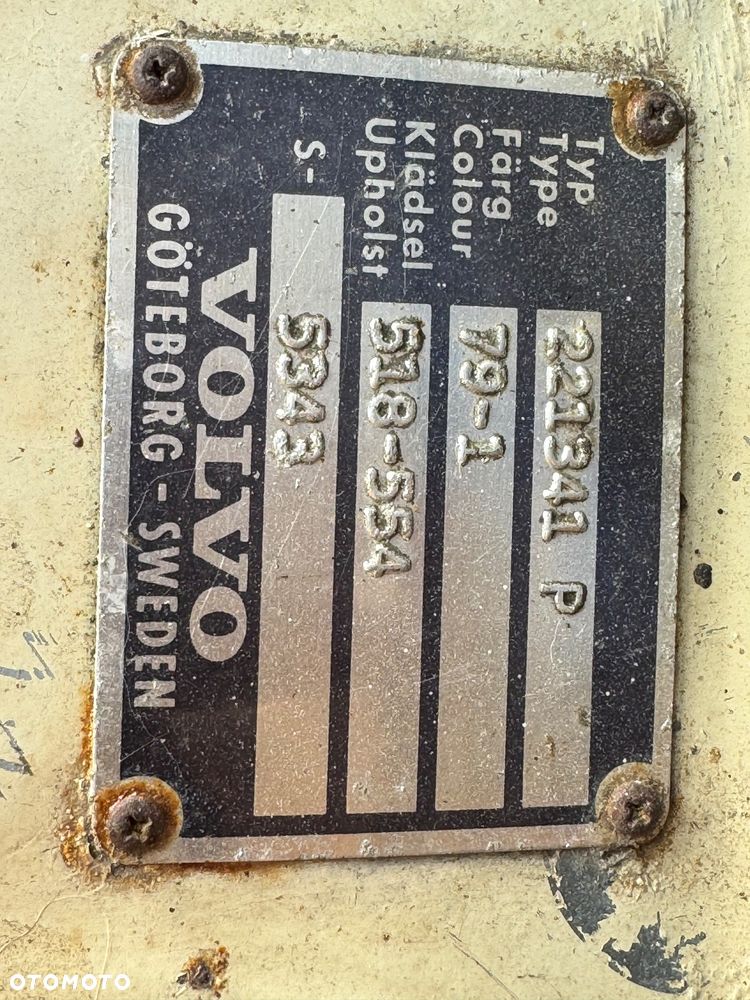 Typ
Type 221341 P
Färg
Colour 79-1
Klädsel
Upholst 518-554
S- 5343
VOLVO
GÖTEBORG - SWEDEN
OTOMOTO